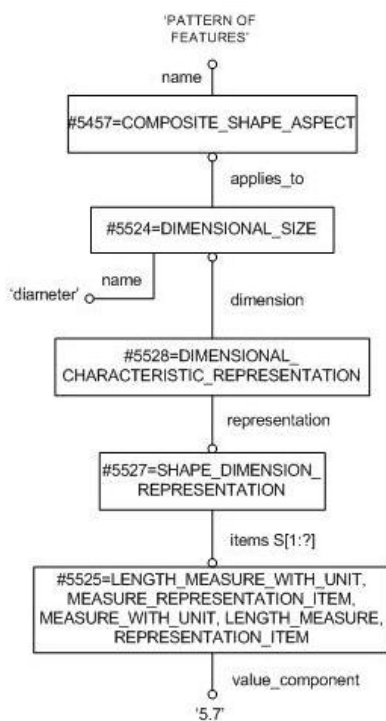 'PATTERN OF
FEATURES'
name
#5457=COMPOSITE_SHAPE_ASPECT
applies_to
#5524=DIMENSIONAL_SIZE
name
'diameter'
dimension
#5528=DIMENSIONAL_
CHARACTERISTIC_REPRESENTATION
representation
#5527=SHAPE_DIMENSION_
REPRESENTATION
items S[1:?]
#5525=LENGTH_MEASURE_WITH_UNIT,
MEASURE_REPRESENTATION_ITEM,
MEASURE_WITH_UNIT, LENGTH_MEASURE,
REPRESENTATION_ITEM
value_component
'5.7'